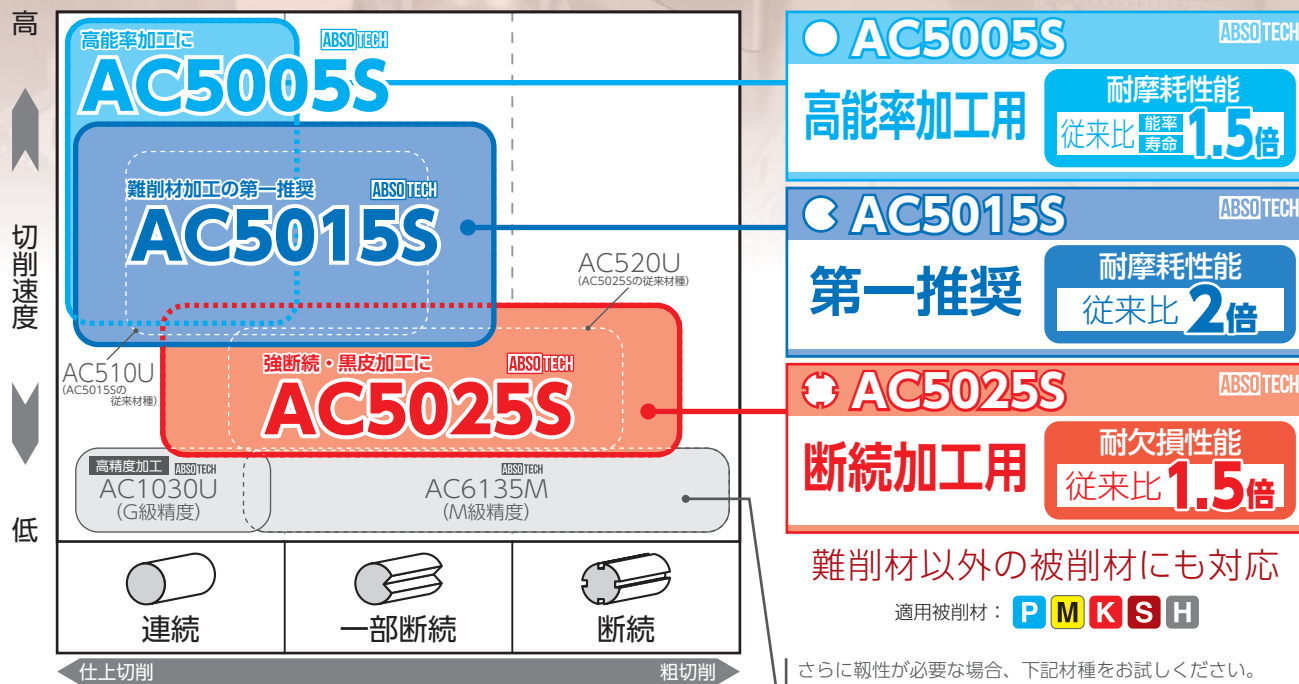 高
切削速度
低
高能率加工に
ABSOTECH
AC5005S
難削材加工の第一推奨
ABSOTECH
AC5015S
AC520U
(AC5025Sの従来材種)
AC510U
(AC5015Sの
従来材種)
強断続・黒皮加工に
ABSOTECH
AC5025S
高精度加工 ABSOTECH
AC1030U
(G級精度)
ABSOTECH
AC6135M
(M級精度)
連続
一部断続
断続
仕上切削
粗切削
AC5005S
ABSOTECH
高能率加工用
耐摩耗性能
従来比 能率 寿命 1.5倍
AC5015S
ABSOTECH
第一推奨
耐摩耗性能
従来比 2倍
AC5025S
ABSOTECH
断続加工用
耐欠損性能
従来比 1.5倍
難削材以外の被削材にも対応
適用被削材： P M K S H
さらに靱性が必要な場合、下記材種をお試しください。